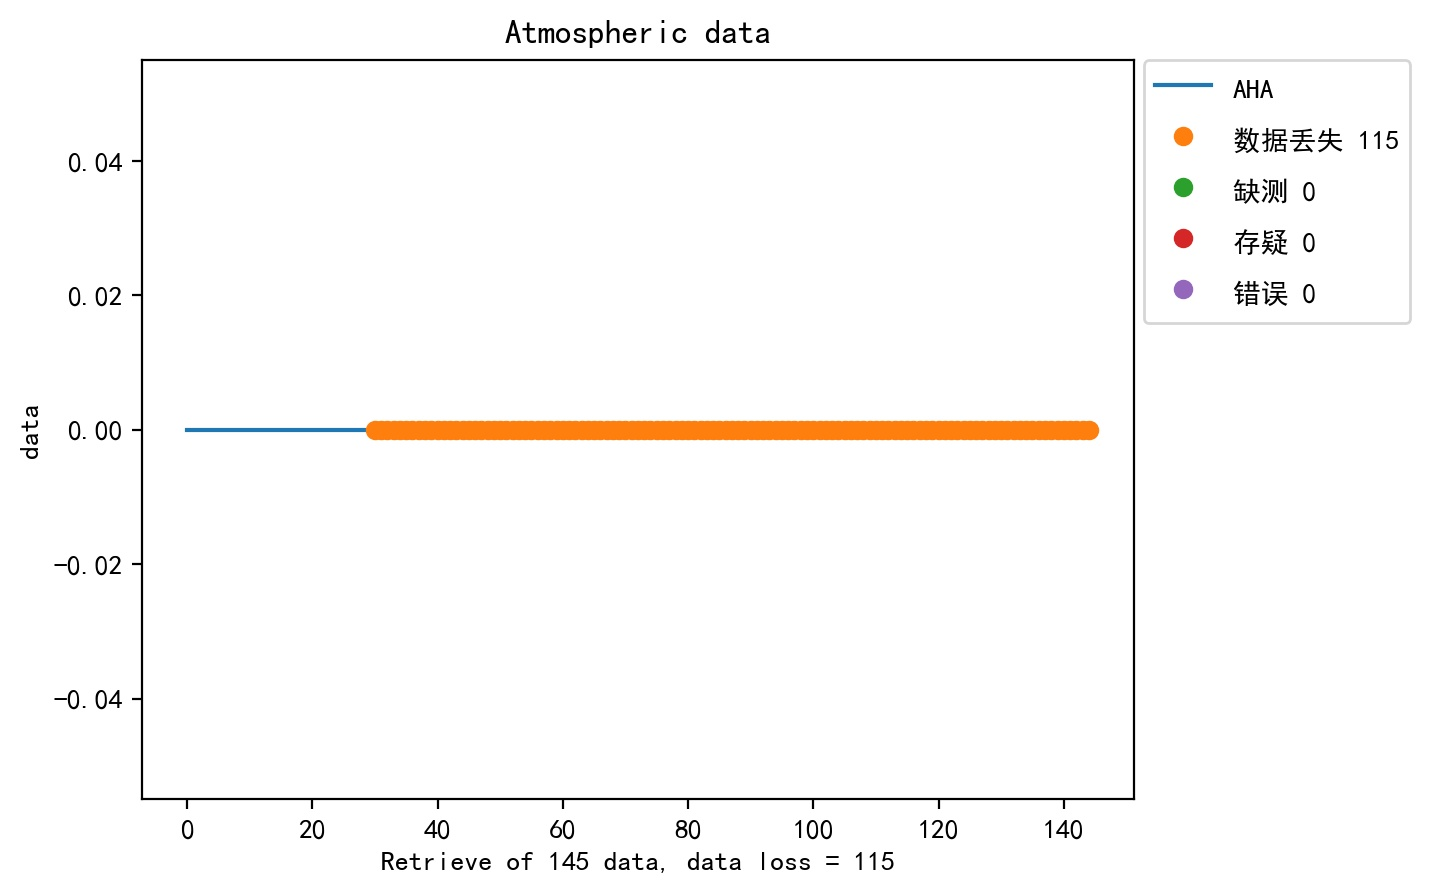 Atmospheric data
AHA
数据丢失 115
缺测 0
存疑 0
错误 0
0.04
0.02
0.00
-0.02
-0.04
data
0 20 40 60 80 100 120 140
Retrieve of 145 data, data loss = 115